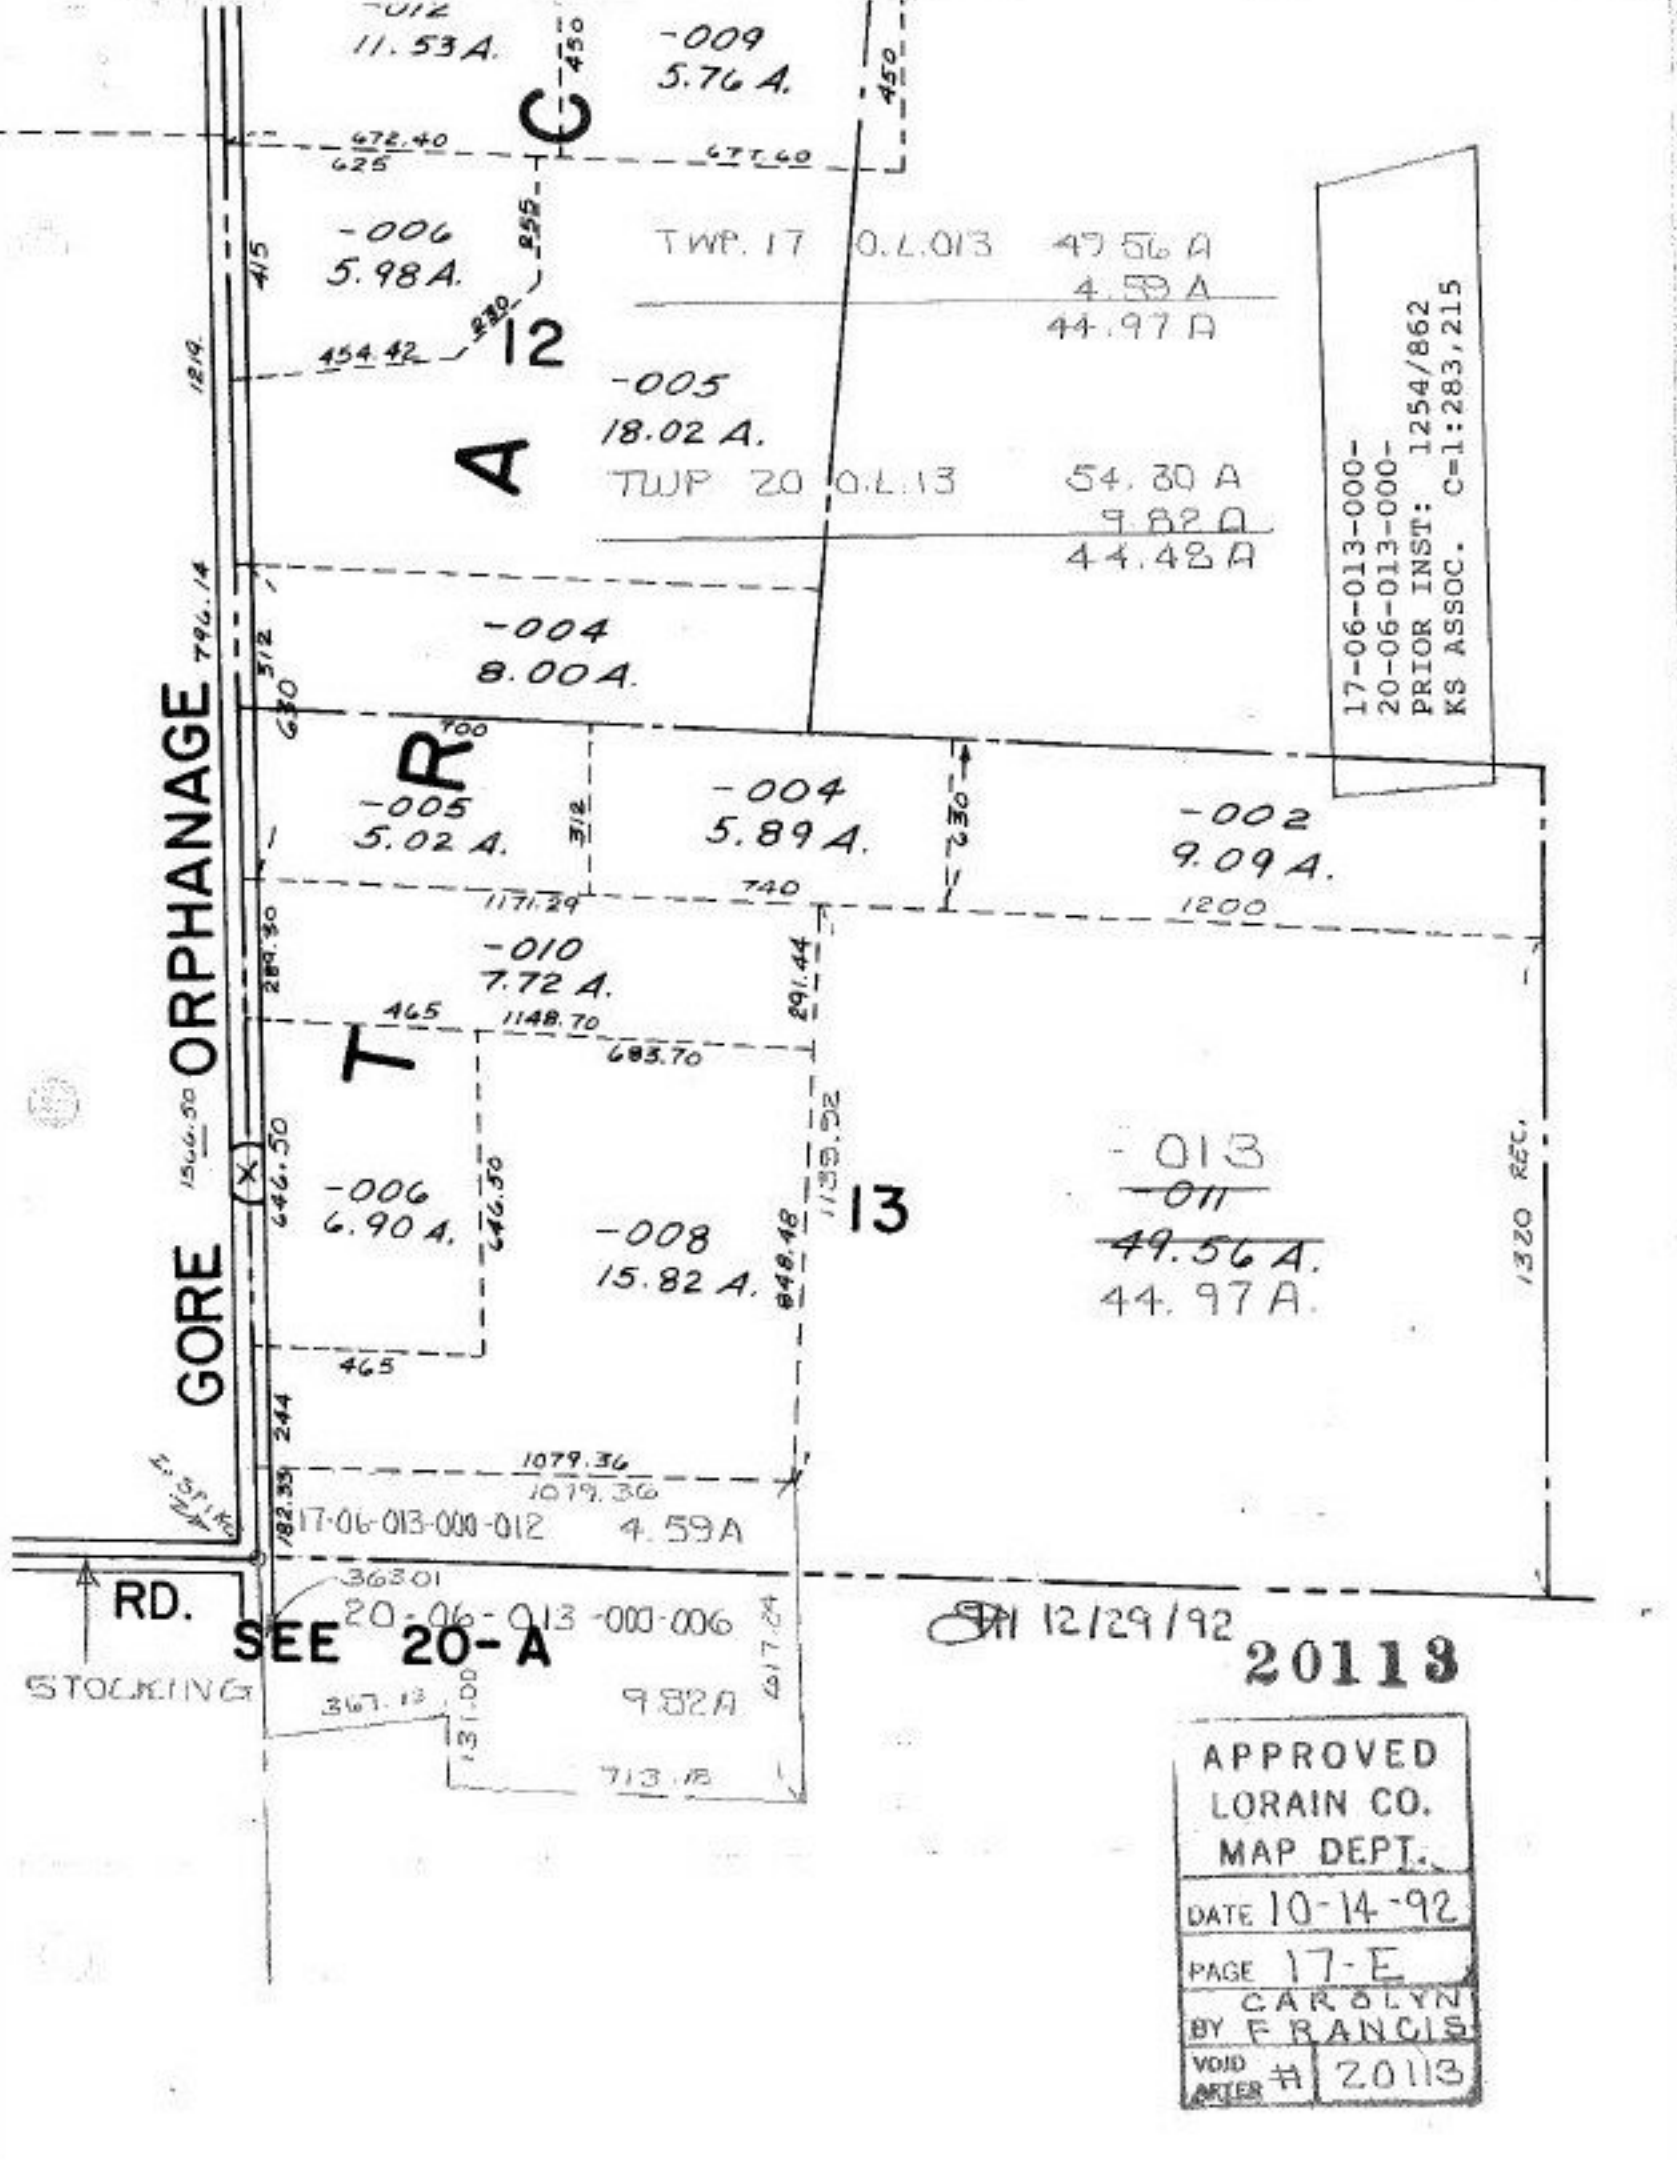 -012
11.53 A.
450
-009
5.76 A.
450
C
672.40
625
677.60
-006
5.98 A.
415
255
230
454.42
12
1219.
TWP. 17 O.L.013 49.56 A
4.59 A
44.97 A
-005
18.02 A.
A
TWP 20 O.L.13 54.30 A
9.82 A
44.48 A
17-06-013-000-
20-06-013-000-
PRIOR INST: 1254/862
KS ASSOC. C=1:283,215
796.14
312
630
-004
8.00 A.
R
700
-005
5.02 A.
312
-004
5.89 A.
630
-002
9.09 A.
740
1171.29
1200
289.30
-010
7.72 A.
291.44
465
1148.70
683.70
T
GORE ORPHANAGE
1566.50
X
646.50
-006
6.90 A.
646.50
-008
15.82 A.
848.48
1139.92
13
-013
-011
49.56 A.
44.97 A.
1320 REC.
465
244
1079.36
1079.36
182.33
17-06-013-000-012 4.59A
RD.
363.01
20-06-013-000-006
SEE 20-A
STOCKING
367.13
131.00
9.82A
617.24
713.18
12/29/92
20113
APPROVED
LORAIN CO.
MAP DEPT.
DATE 10-14-92
PAGE 17-E
BY CAROLYN
FRANCIS
VOID
AFTER # 20113